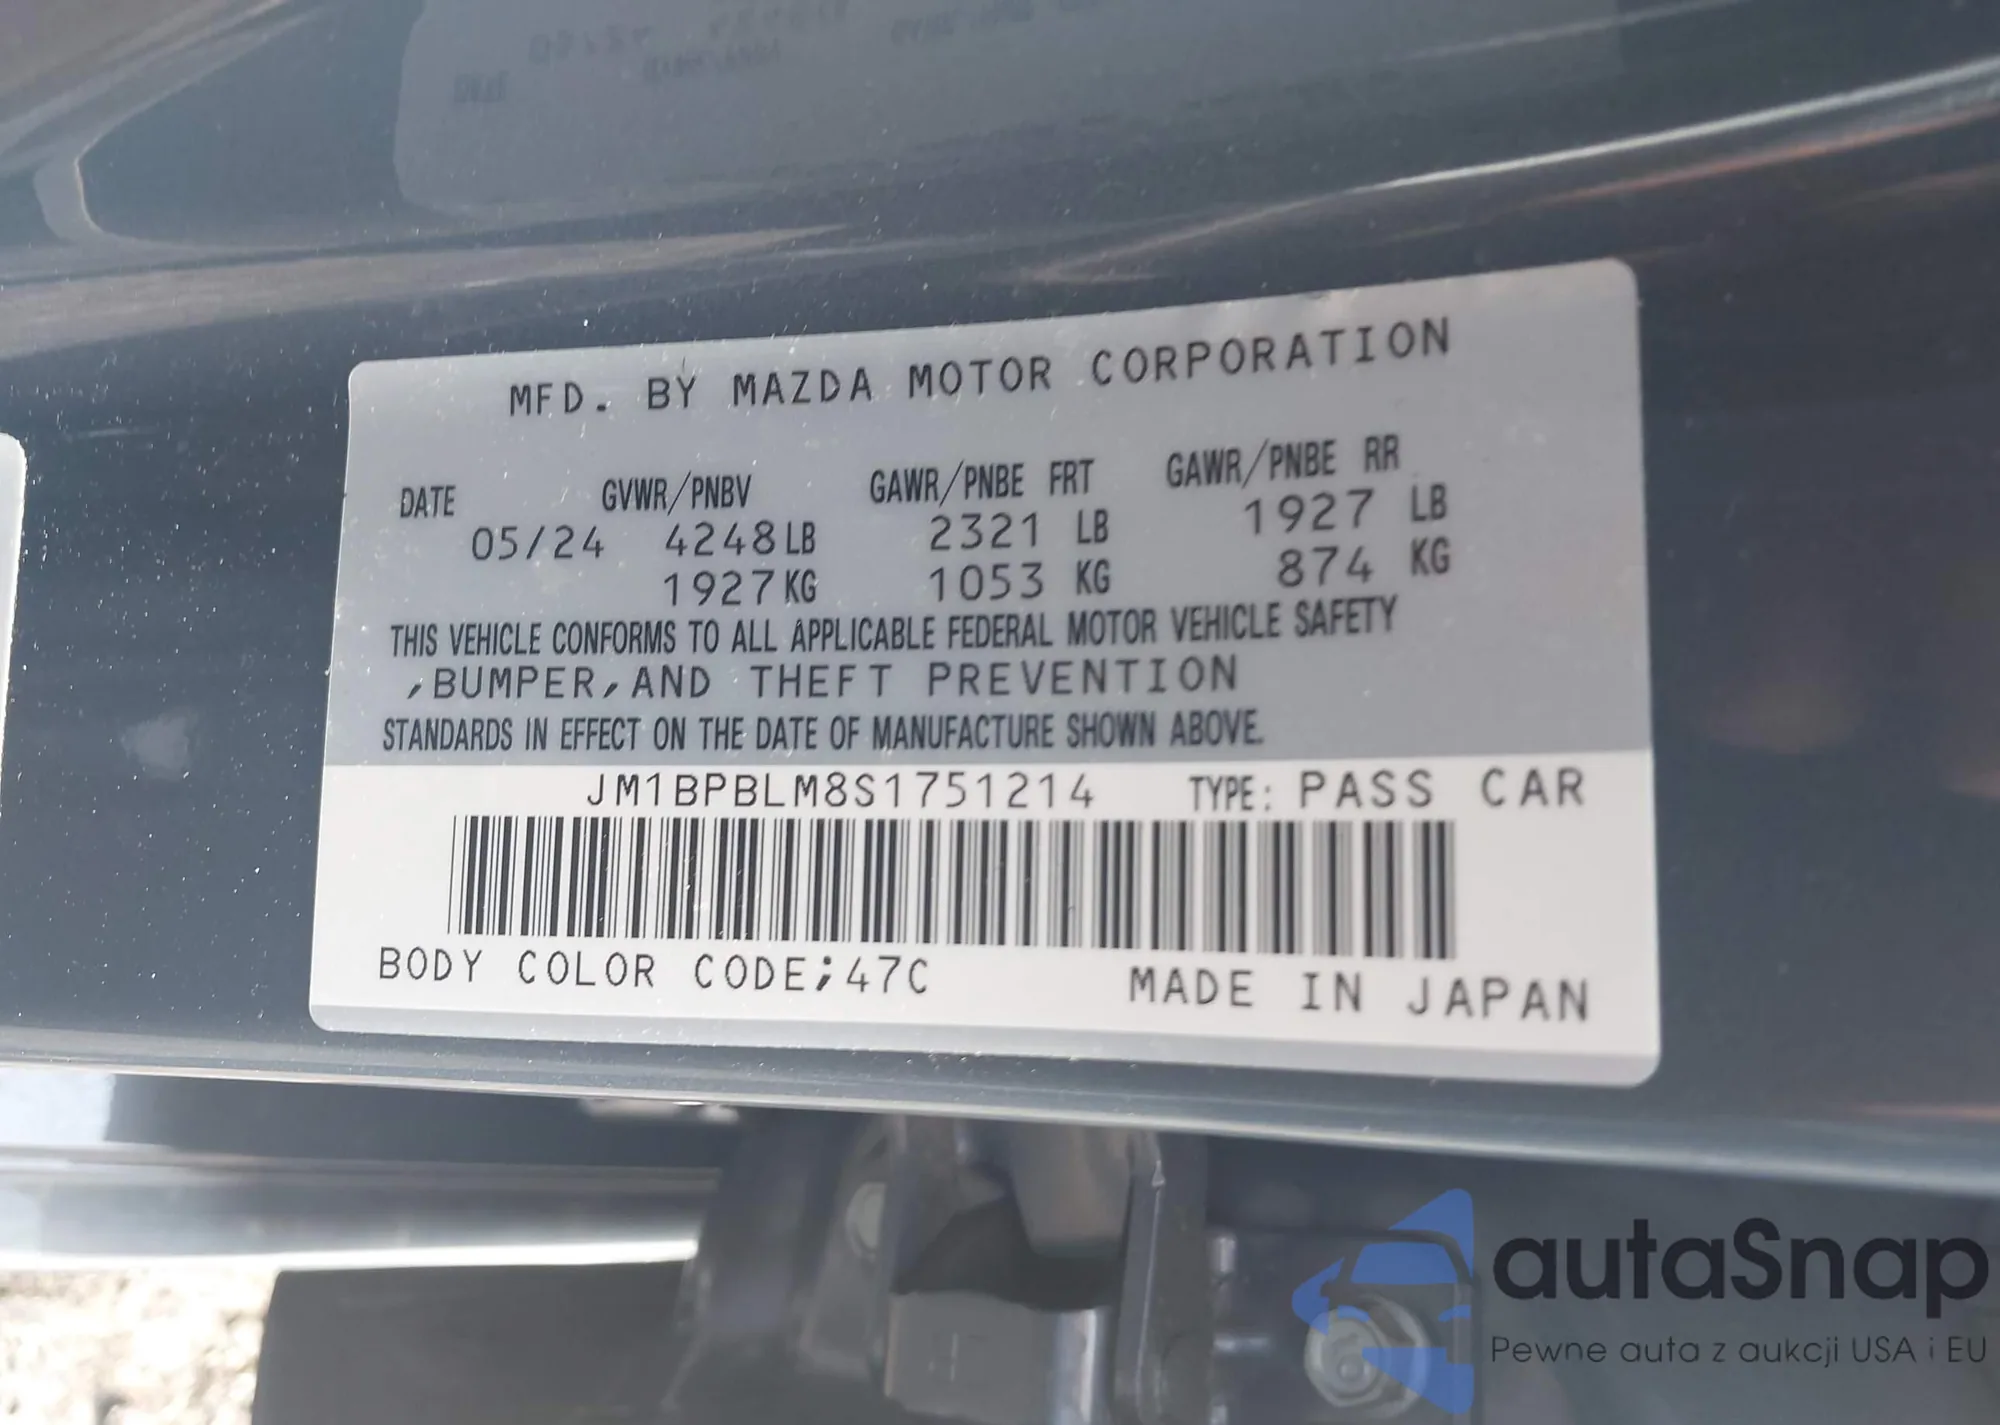 MFD. BY MAZDA MOTOR CORPORATION
DATE GVWR/PNBV GAWR/PNBE FRT GAWR/PNBE RR
05/24 4248LB 2321 LB 1927 LB
1927KG 1053 KG 874 KG
THIS VEHICLE CONFORMS TO ALL APPLICABLE FEDERAL MOTOR VEHICLE SAFETY
,BUMPER,AND THEFT PREVENTION
STANDARDS IN EFFECT ON THE DATE OF MANUFACTURE SHOWN ABOVE.
JM1BPBLM8S1751214 TYPE: PASS CAR
BODY COLOR CODE;47C MADE IN JAPAN
autaSnap
Pewne auta z aukcji USA i EU